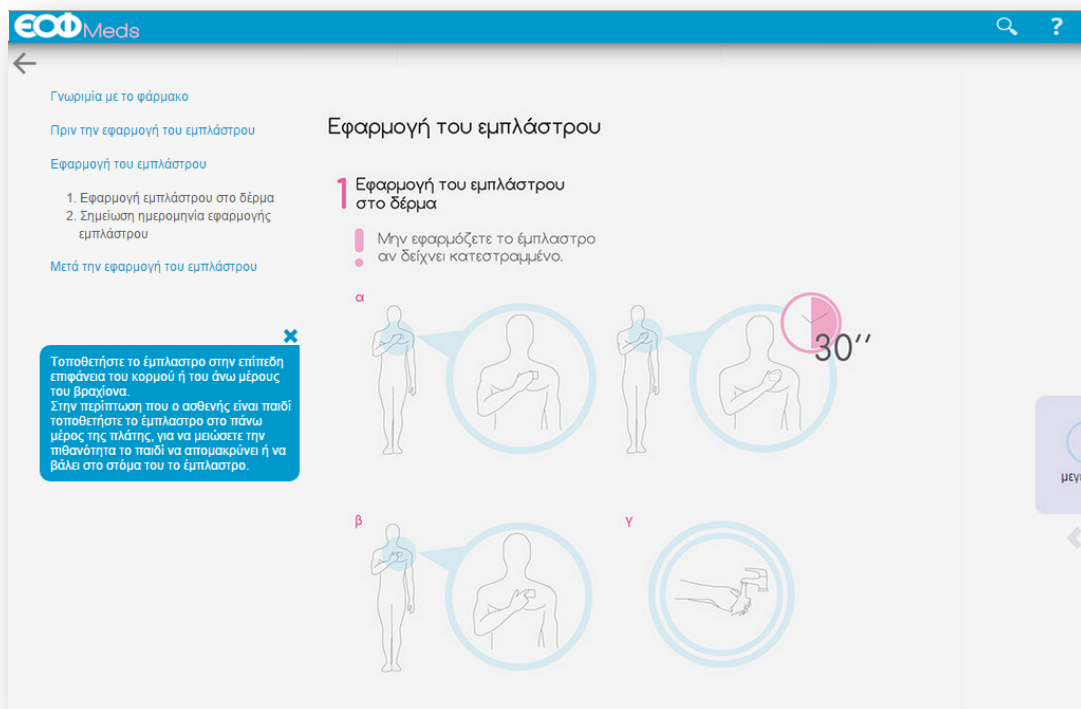 ΕΟΦMeds
?
Γνωριμία με το φάρμακο
Πριν την εφαρμογή του εμπλάστρου
Εφαρμογή του εμπλάστρου
1. Εφαρμογή εμπλάστρου στο δέρμα
2. Σημείωση ημερομηνία εφαρμογής
εμπλάστρου
Μετά την εφαρμογή του εμπλάστρου
Τοποθετήστε το έμπλαστρο στην επίπεδη
επιφάνεια του κορμού ή του άνω μέρους
του βραχίονα.
Στην περίπτωση που ο ασθενής είναι παιδί
τοποθετήστε το έμπλαστρο στο πάνω
μέρος της πλάτης, για να μειώσετε την
πιθανότητα το παιδί να απομακρύνει ή να
βάλει στο στόμα του το έμπλαστρο.
Εφαρμογή του εμπλάστρου
1 Εφαρμογή του εμπλάστρου
στο δέρμα
! Μην εφαρμόζετε το έμπλαστρο
αν δείχνει κατεστραμμένο.
α
30′′
β
γ